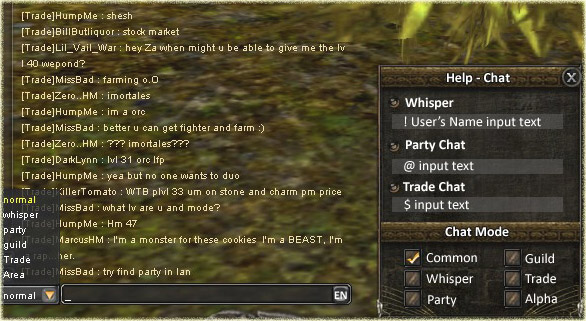 [Trade]HumpMe : shesh
[Trade]BillButliquor : stock market
[Trade]Lil_Vail_War : hey Za when might u be able to give me the lv
l 40 wepond?
[Trade]MissBad : farming o.O
[Trade]Zero..HM : imortales
[Trade]HumpMe : im a orc
[Trade]MissBad : better u can get fighter and farm :)
[Trade]Zero..HM : ??? imortales???
[Trade]DarkLynn : lvl 31 orc lfp
[Trade]HumpMe : yea but no one wants to duo
[Trade]KillerTomato : WTB plvl 33 um on stone and charm pm price
[Trade]MissBad : what lv are u and mode?
HumpMe : Hm 47
MarcusHM : I'm a monster for these cookies I'm a BEAST, I'm
her.
MissBad : try find party in lan
normal
whisper
party
guild
Trade
Area
normal
_
EN
Help - Chat
Whisper
! User's Name input text
Party Chat
@ input text
Trade Chat
$ input text
Chat Mode
Common
Guild
Whisper
Trade
Party
Alpha